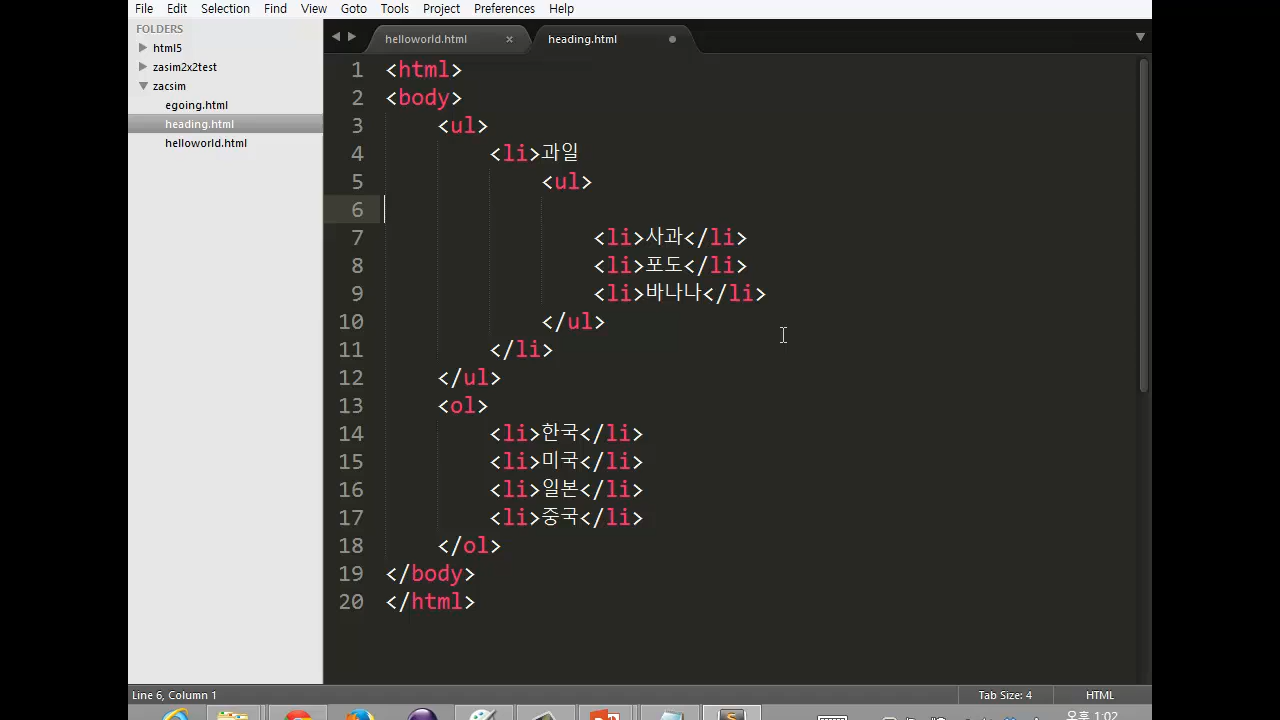 File Edit Selection Find View Goto Tools Project Preferences Help
FOLDERS
html5
zasim2x2test
zacsim
egoing.html
heading.html
helloworld.html
helloworld.html × heading.html
1 <html>
2 <body>
3 <ul>
4 <li>과일
5 <ul>
6
7 <li>사과</li>
8 <li>포도</li>
9 <li>바나나</li>
10 </ul>
11 </li>
12 </ul>
13 <ol>
14 <li>한국</li>
15 <li>미국</li>
16 <li>일본</li>
17 <li>중국</li>
18 </ol>
19 </body>
20 </html>
Line 6, Column 1 Tab Size: 4 HTML
오후 1:02